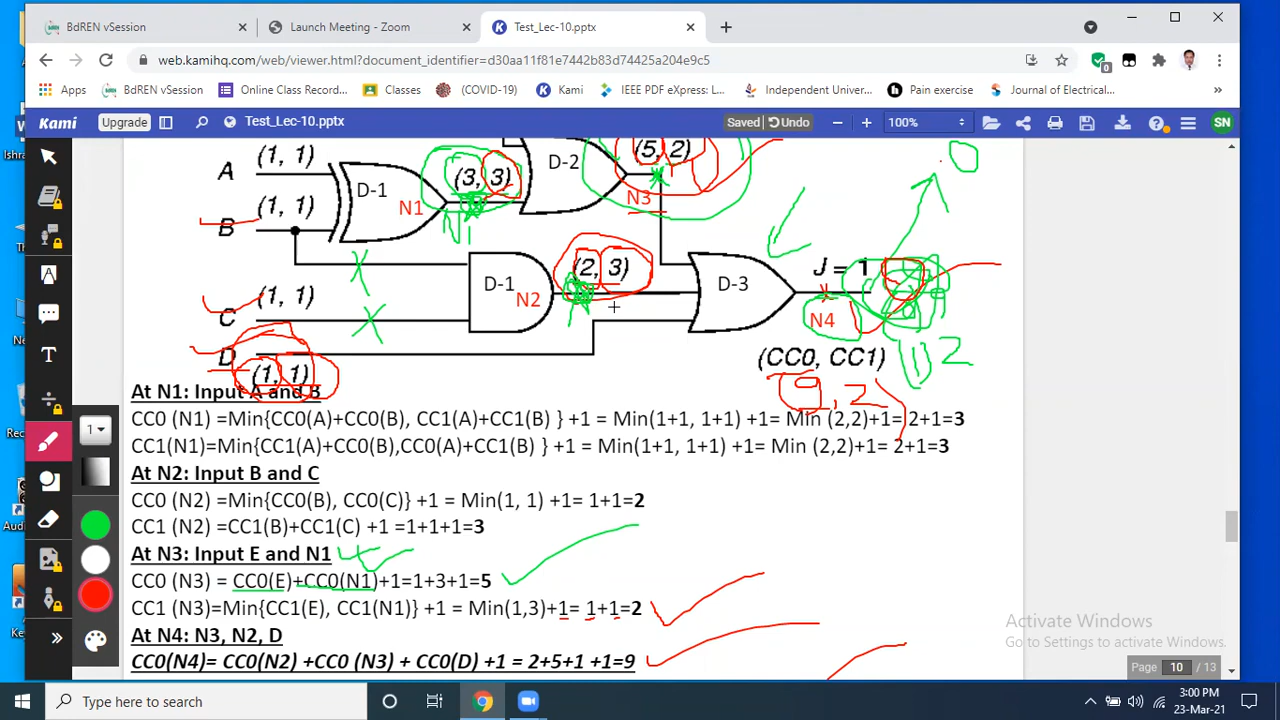 BdREN vSession
Launch Meeting - Zoom
Test_Lec-10.pptx
web.kamihq.com/web/viewer.html?document_identifier=d30aa11f81e7442b83d74425a204e9c5
Apps
BdREN vSession
Online Class Record...
Classes
(COVID-19)
Kami
IEEE PDF eXpress: L...
Independent Univer...
Pain exercise
Journal of Electrical...
Kami
Upgrade
Test_Lec-10.pptx
Saved
Undo
100%
SN
A
(1, 1)
D-1
(3, 3)
N1
D-2
(5, 2)
N3
0
B
(1, 1)
D-1
N2
(2, 3)
D-3
J = 1
C
(1, 1)
N4
2
D
(1, 1)
(CC0, CC1)
9, 2
At N1: Input A and B
CC0 (N1) =Min{CC0(A)+CC0(B), CC1(A)+CC1(B) } +1 = Min(1+1, 1+1) +1= Min (2,2)+1= 2+1=3
CC1(N1)=Min{CC1(A)+CC0(B),CC0(A)+CC1(B) } +1 = Min(1+1, 1+1) +1= Min (2,2)+1= 2+1=3
At N2: Input B and C
CC0 (N2) =Min{CC0(B), CC0(C)} +1 = Min(1, 1) +1= 1+1=2
CC1 (N2) =CC1(B)+CC1(C) +1 =1+1+1=3
At N3: Input E and N1
CC0 (N3) = CC0(E)+CC0(N1)+1=1+3+1=5
CC1 (N3)=Min{CC1(E), CC1(N1)} +1 = Min(1,3)+1= 1+1=2
At N4: N3, N2, D
CC0(N4)= CC0(N2) +CC0 (N3) + CC0(D) +1 = 2+5+1 +1=9
Activate Windows
Go to Settings to activate Windows.
Page 10 / 13
Type here to search
3:00 PM
23-Mar-21